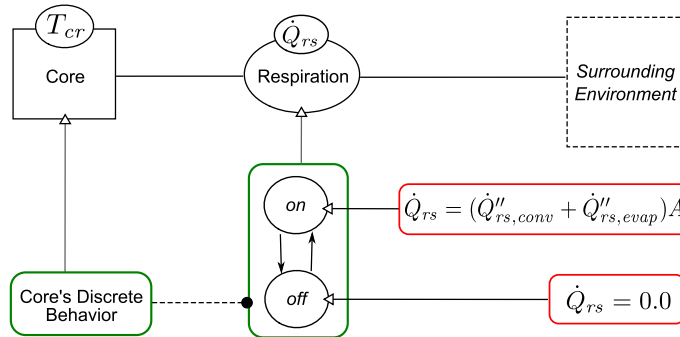 T_{cr}
Core
\dot{Q}_{rs}
Respiration
Surrounding
Environment
on
\dot{Q}_{rs} = (\dot{Q}''_{rs,conv} + \dot{Q}''_{rs,evap})A
Core's Discrete
Behavior
off
\dot{Q}_{rs} = 0.0